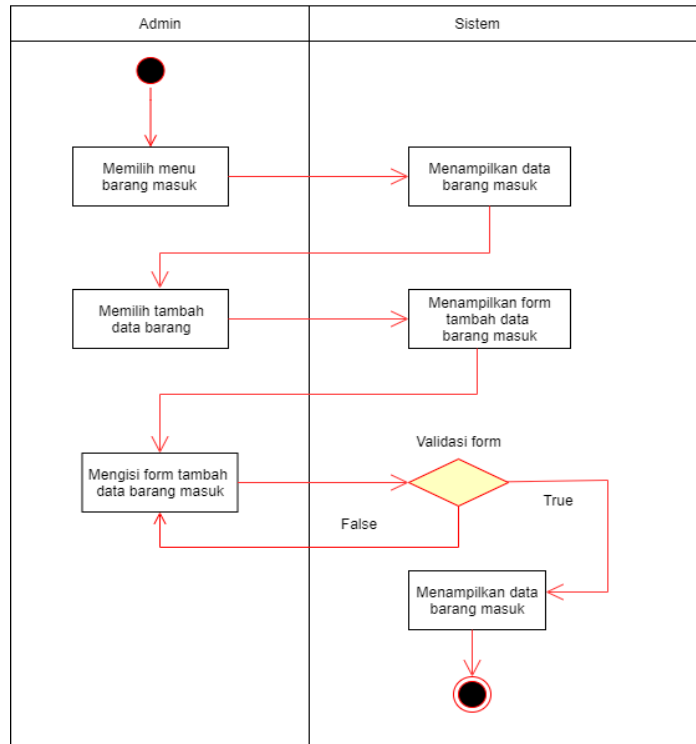 Admin
Sistem
Memilih menu
barang masuk
Menampilkan data
barang masuk
Memilih tambah
data barang
Menampilkan form
tambah data
barang masuk
Validasi form
Mengisi form tambah
data barang masuk
True
False
Menampilkan data
barang masuk